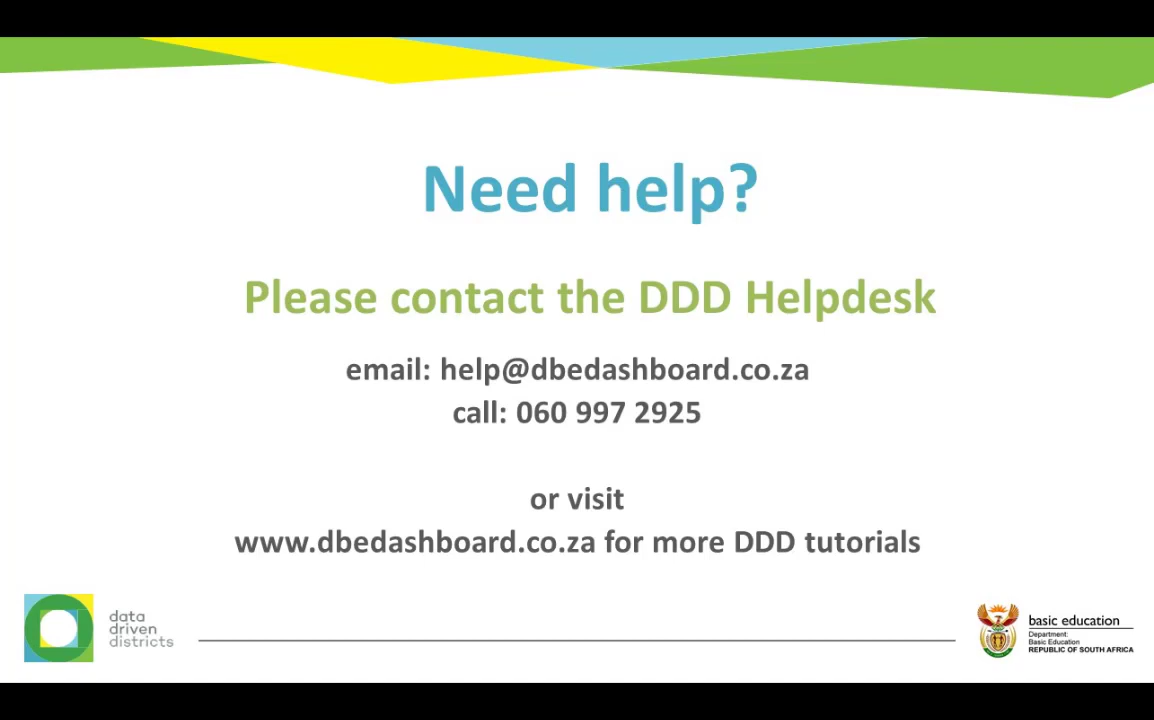 Need help?
Please contact the DDD Helpdesk
email: help@dbedashboard.co.za
call: 060 997 2925
or visit
www.dbedashboard.co.za for more DDD tutorials
data
driven
districts
basic education
Department:
Basic Education
REPUBLIC OF SOUTH AFRICA